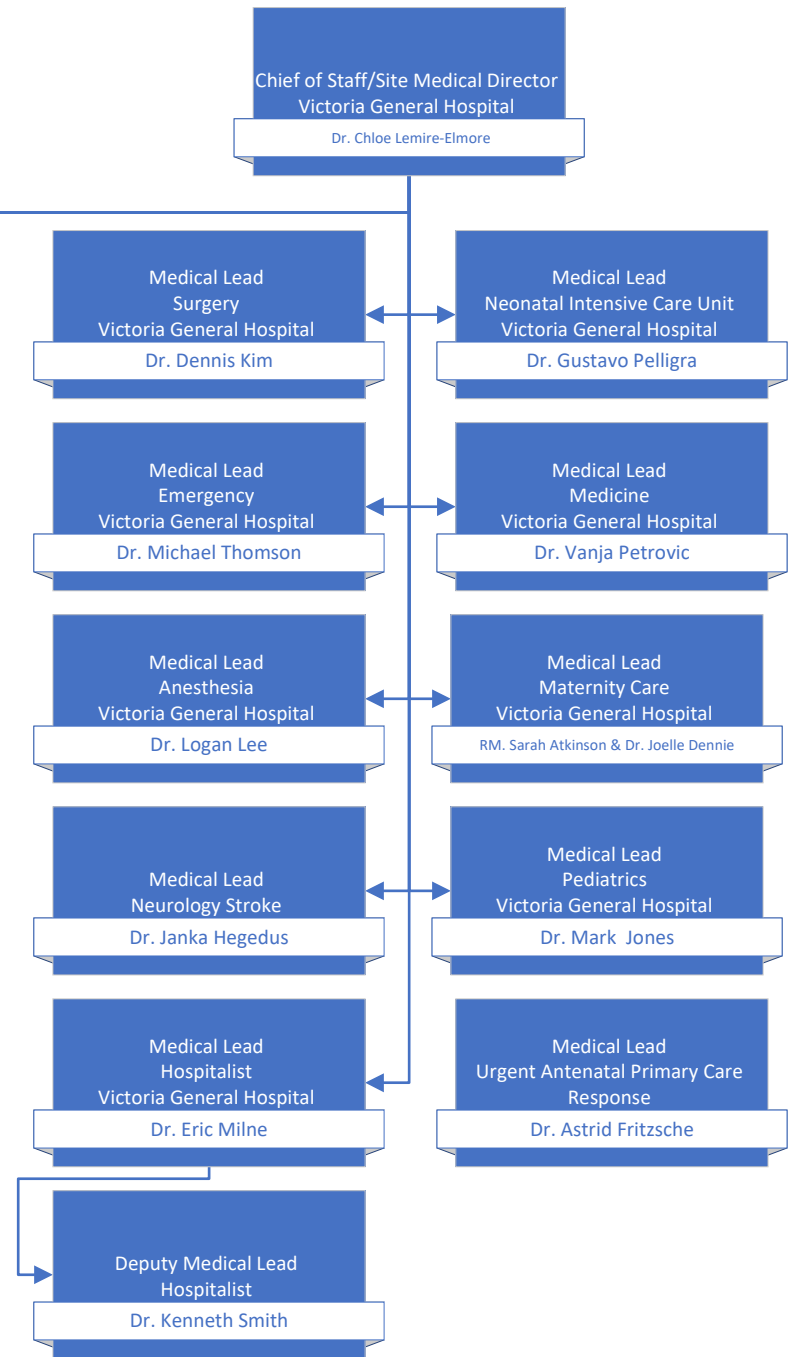 Chief of Staff/Site Medical Director
Victoria General Hospital
Dr. Chloe Lemire-Elmore
Medical Lead
Surgery
Victoria General Hospital
Dr. Dennis Kim
Medical Lead
Neonatal Intensive Care Unit
Victoria General Hospital
Dr. Gustavo Pelligra
Medical Lead
Emergency
Victoria General Hospital
Dr. Michael Thomson
Medical Lead
Medicine
Victoria General Hospital
Dr. Vanja Petrovic
Medical Lead
Anesthesia
Victoria General Hospital
Dr. Logan Lee
Medical Lead
Maternity Care
Victoria General Hospital
RM. Sarah Atkinson & Dr. Joelle Dennie
Medical Lead
Neurology Stroke
Dr. Janka Hegedus
Medical Lead
Pediatrics
Victoria General Hospital
Dr. Mark  Jones
Medical Lead
Hospitalist
Victoria General Hospital
Dr. Eric Milne
Medical Lead
Urgent Antenatal Primary Care
Response
Dr. Astrid Fritzsche
Deputy Medical Lead
Hospitalist
Dr. Kenneth Smith